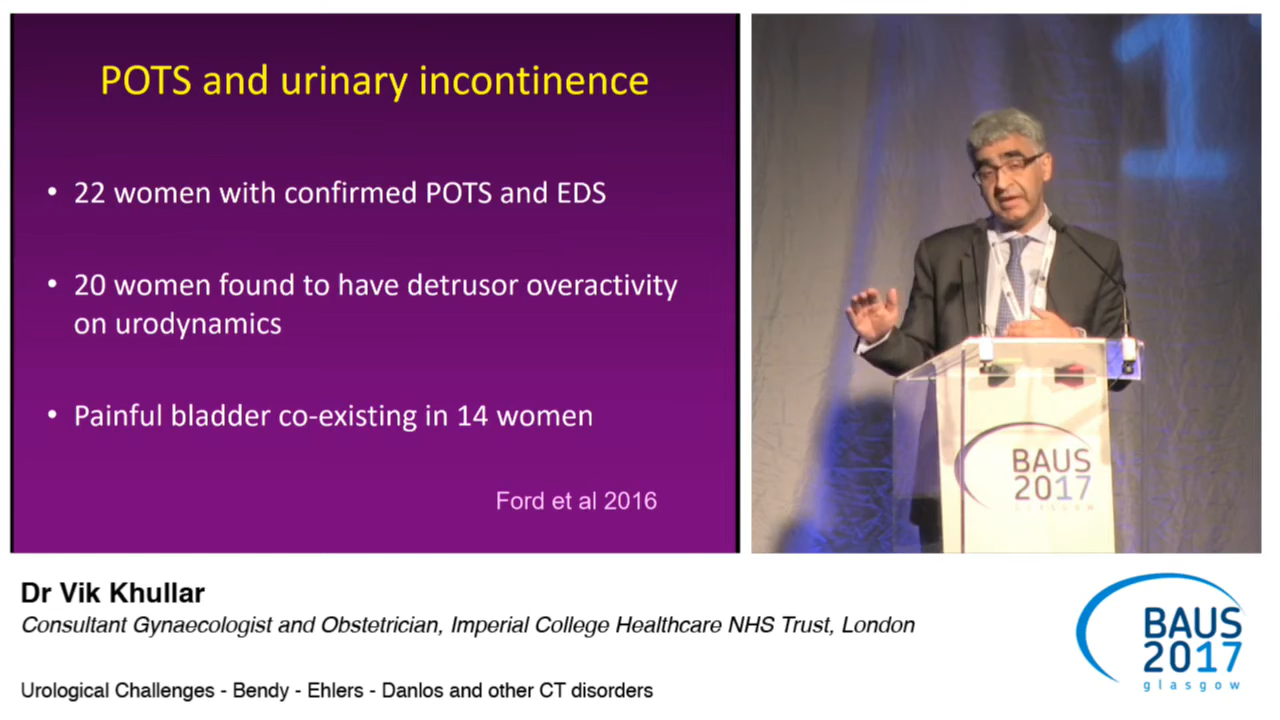 POTS and urinary incontinence
• 22 women with confirmed POTS and EDS
• 20 women found to have detrusor overactivity
on urodynamics
• Painful bladder co-existing in 14 women
Ford et al 2016
1
BAUS
2017
GLASGOW
Dr Vik Khullar
Consultant Gynaecologist and Obstetrician, Imperial College Healthcare NHS Trust, London
Urological Challenges - Bendy - Ehlers - Danlos and other CT disorders
BAUS
2017
glasgow